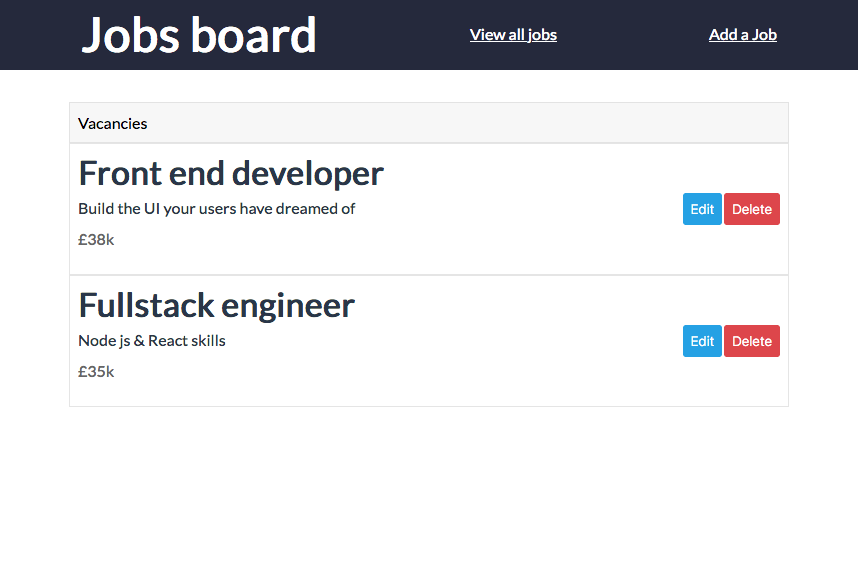 Jobs board
View all jobs
Add a Job
Vacancies
Front end developer
Build the UI your users have dreamed of
£38k
Edit
Delete
Fullstack engineer
Node js & React skills
£35k
Edit
Delete